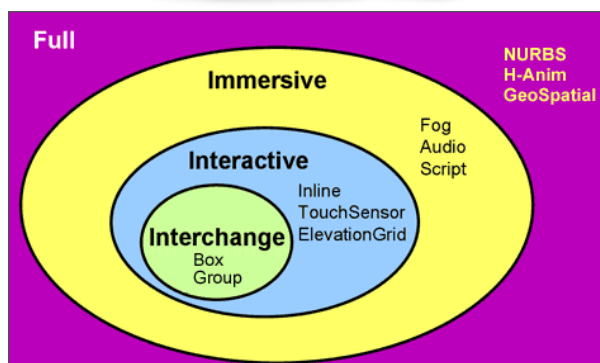 Full
NURBS
H-Anim
GeoSpatial
Immersive
Fog
Audio
Script
Interactive
Inline
TouchSensor
ElevationGrid
Interchange
Box
Group